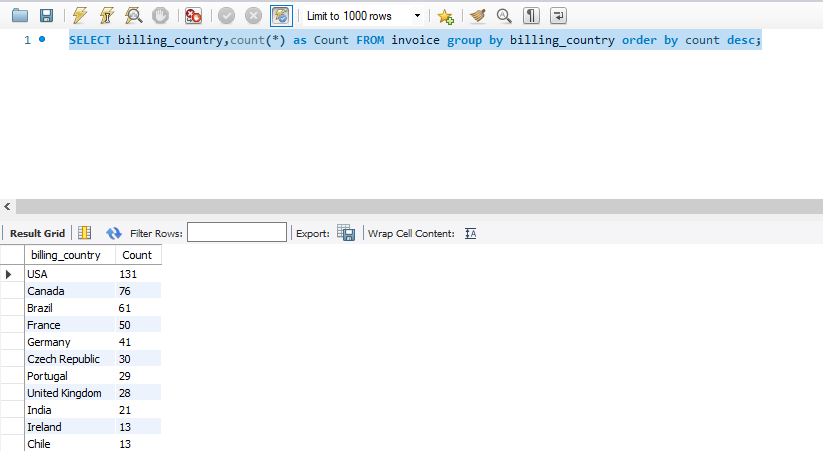 Limit to 1000 rows
1 SELECT billing_country,count(*) as Count FROM invoice group by billing_country order by count desc;
Result Grid Filter Rows: Export: Wrap Cell Content:
billing_country Count
USA 131
Canada 76
Brazil 61
France 50
Germany 41
Czech Republic 30
Portugal 29
United Kingdom 28
India 21
Ireland 13
Chile 13